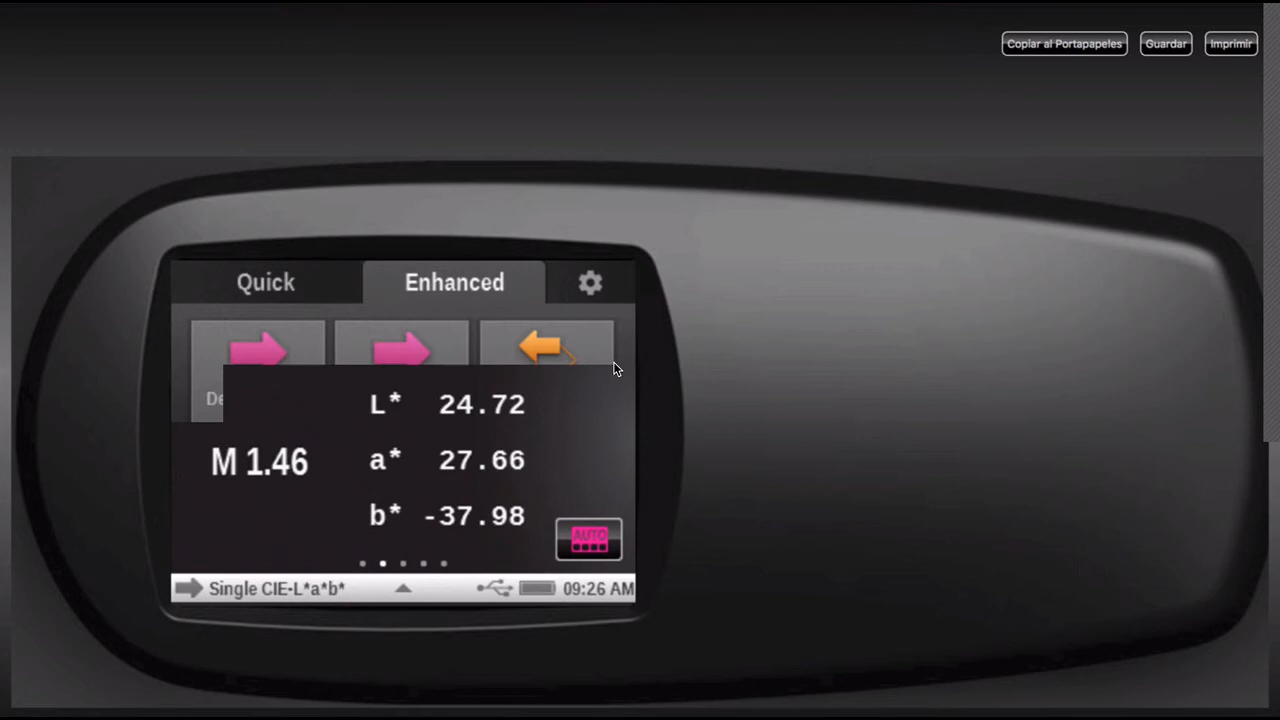 Copiar al Portapapeles Guardar Imprimir
Quick Enhanced
De
L* 24.72
M 1.46 a* 27.66
b* -37.98
AUTO
Single CIE-L*a*b* 09:26 AM